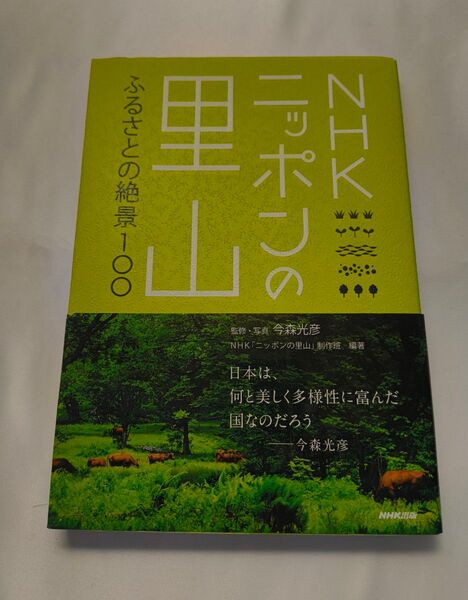 NHK
ニッポンの
里山
ふるさとの絶景100
監修・写真 今森光彦
NHK「ニッポンの里山」制作班 編著
日本は、
何と美しく多様性に富んだ
国なのだろう
――今森光彦
NHK出版